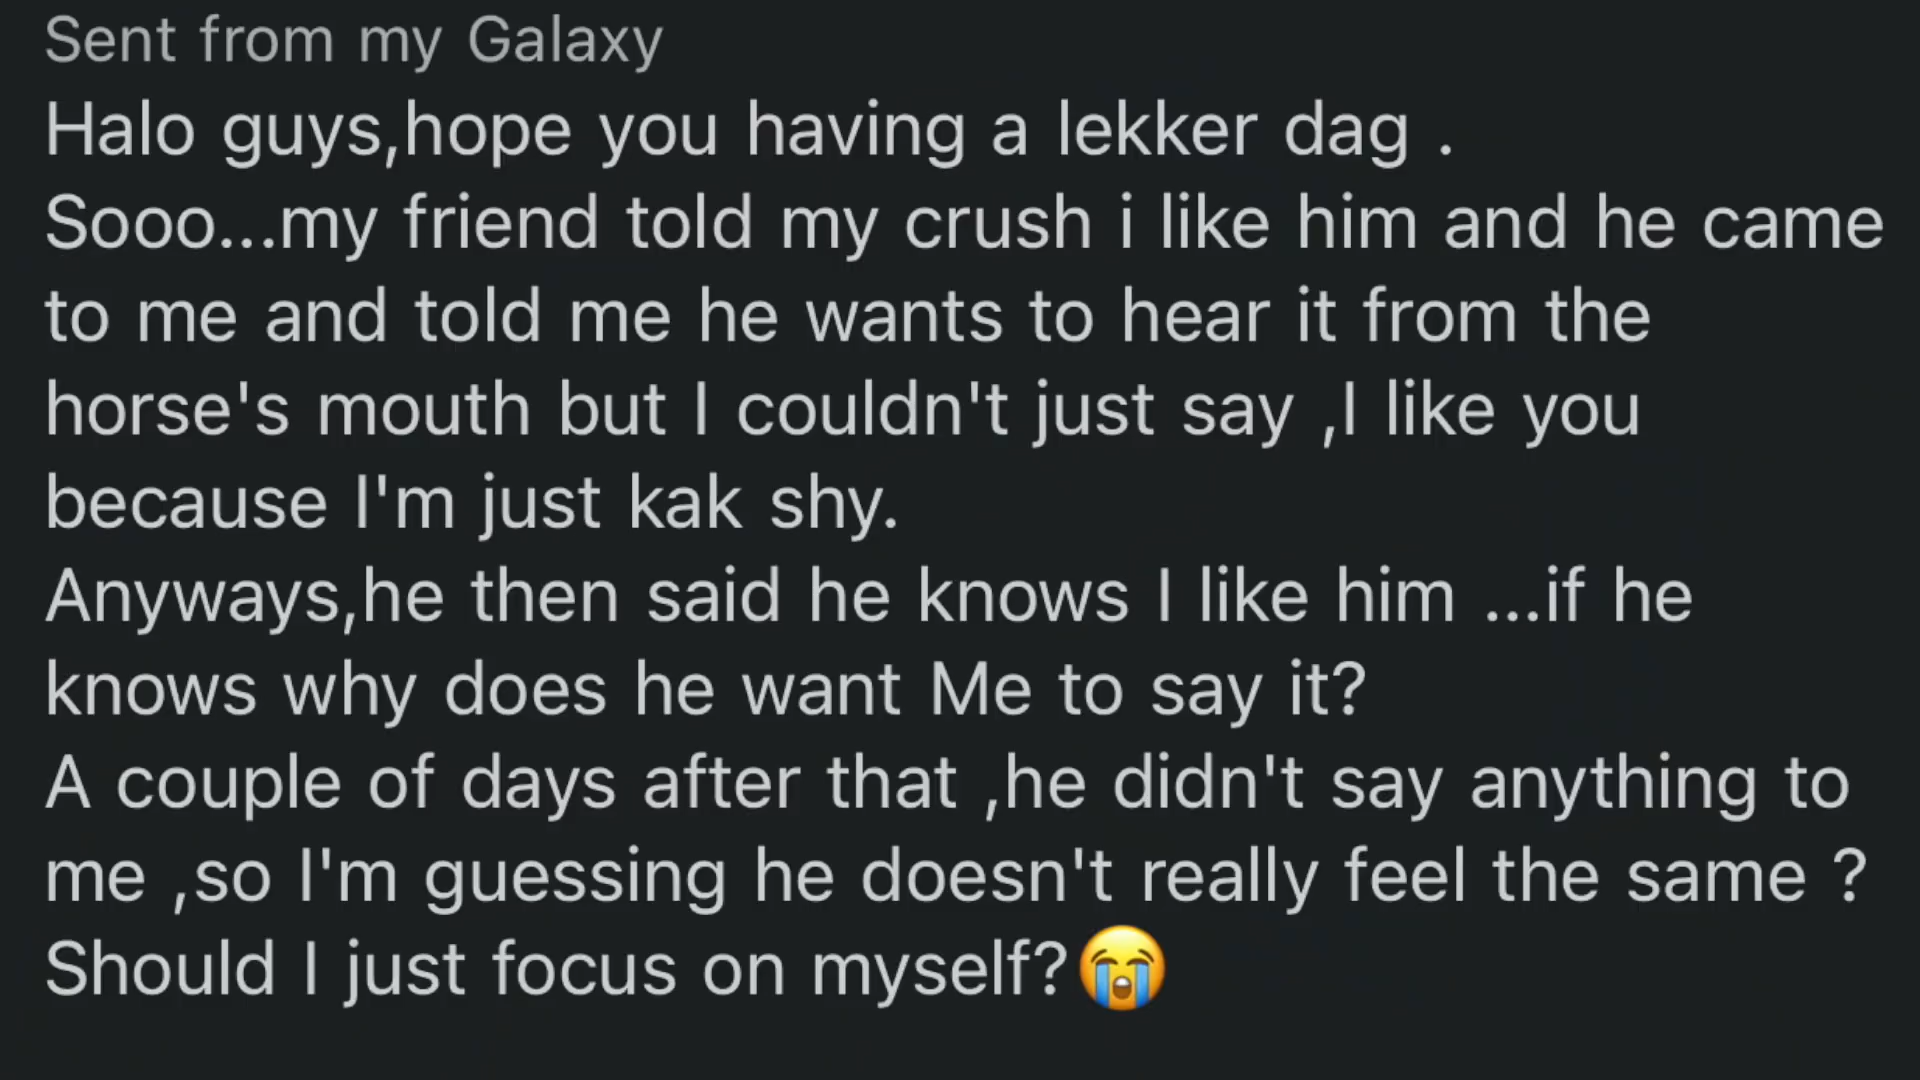 Sent from my Galaxy
Halo guys,hope you having a lekker dag .
Sooo...my friend told my crush i like him and he came
to me and told me he wants to hear it from the
horse's mouth but I couldn't just say ,I like you
because I'm just kak shy.
Anyways,he then said he knows I like him ...if he
knows why does he want Me to say it?
A couple of days after that ,he didn't say anything to
me ,so I'm guessing he doesn't really feel the same ?
Should I just focus on myself?😭